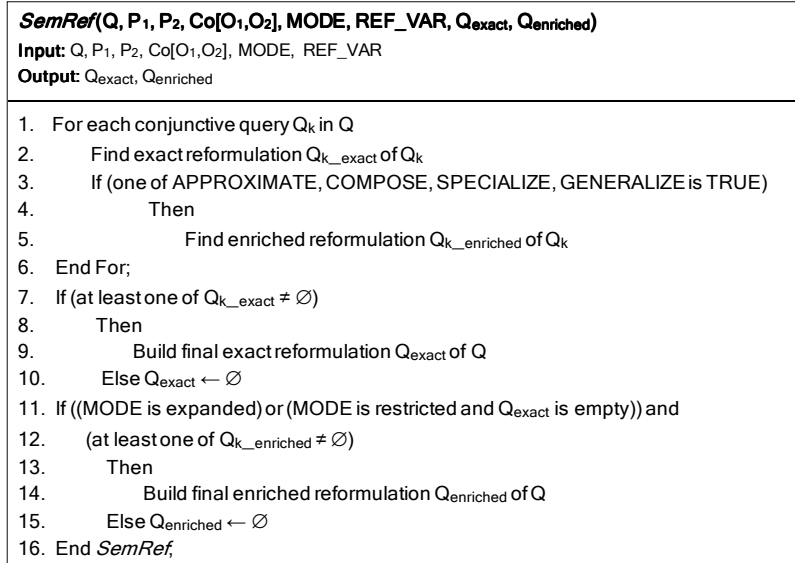 SemRef(Q, P1, P2, Co[O1,O2], MODE, REF_VAR, Qexact, Qenriched)
Input: Q, P1, P2, Co[O1,O2], MODE, REF_VAR
Output: Qexact, Qenriched
1. For each conjunctive query Qk in Q
2. Find exact reformulation Qk_exact of Qk
3. If (one of APPROXIMATE, COMPOSE, SPECIALIZE, GENERALIZE is TRUE)
4. Then
5. Find enriched reformulation Qk_enriched of Qk
6. End For;
7. If (at least one of Qk_exact ≠ ∅)
8. Then
9. Build final exact reformulation Qexact of Q
10. Else Qexact ← ∅
11. If ((MODE is expanded) or (MODE is restricted and Qexact is empty)) and
12. (at least one of Qk_enriched ≠ ∅)
13. Then
14. Build final enriched reformulation Qenriched of Q
15. Else Qenriched ← ∅
16. End SemRef;